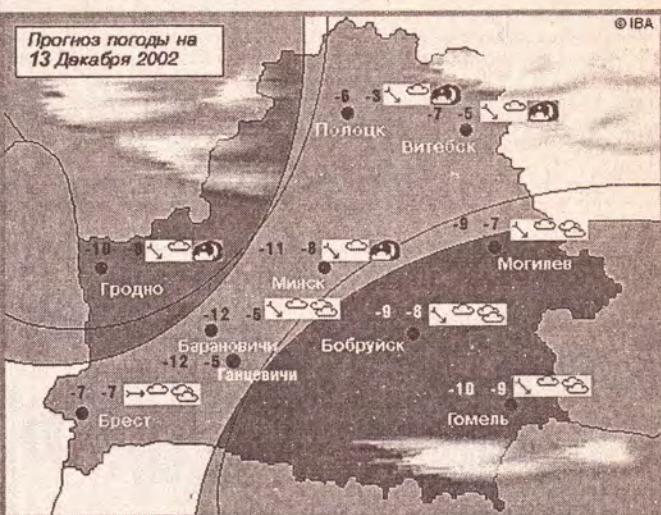 Прогноз погоды на
13 Декабря 2002
© IBA
-6 -3
Полоцк
-7 -5
Витебск
-9 -7
Могилев
-10 -8
Гродно
-11 -8
Минск
-12 -5
Барановичи
-12 -5
Ганцевичи
-9 -8
Бобруйск
-7 -7
Брест
-10 -9
Гомель